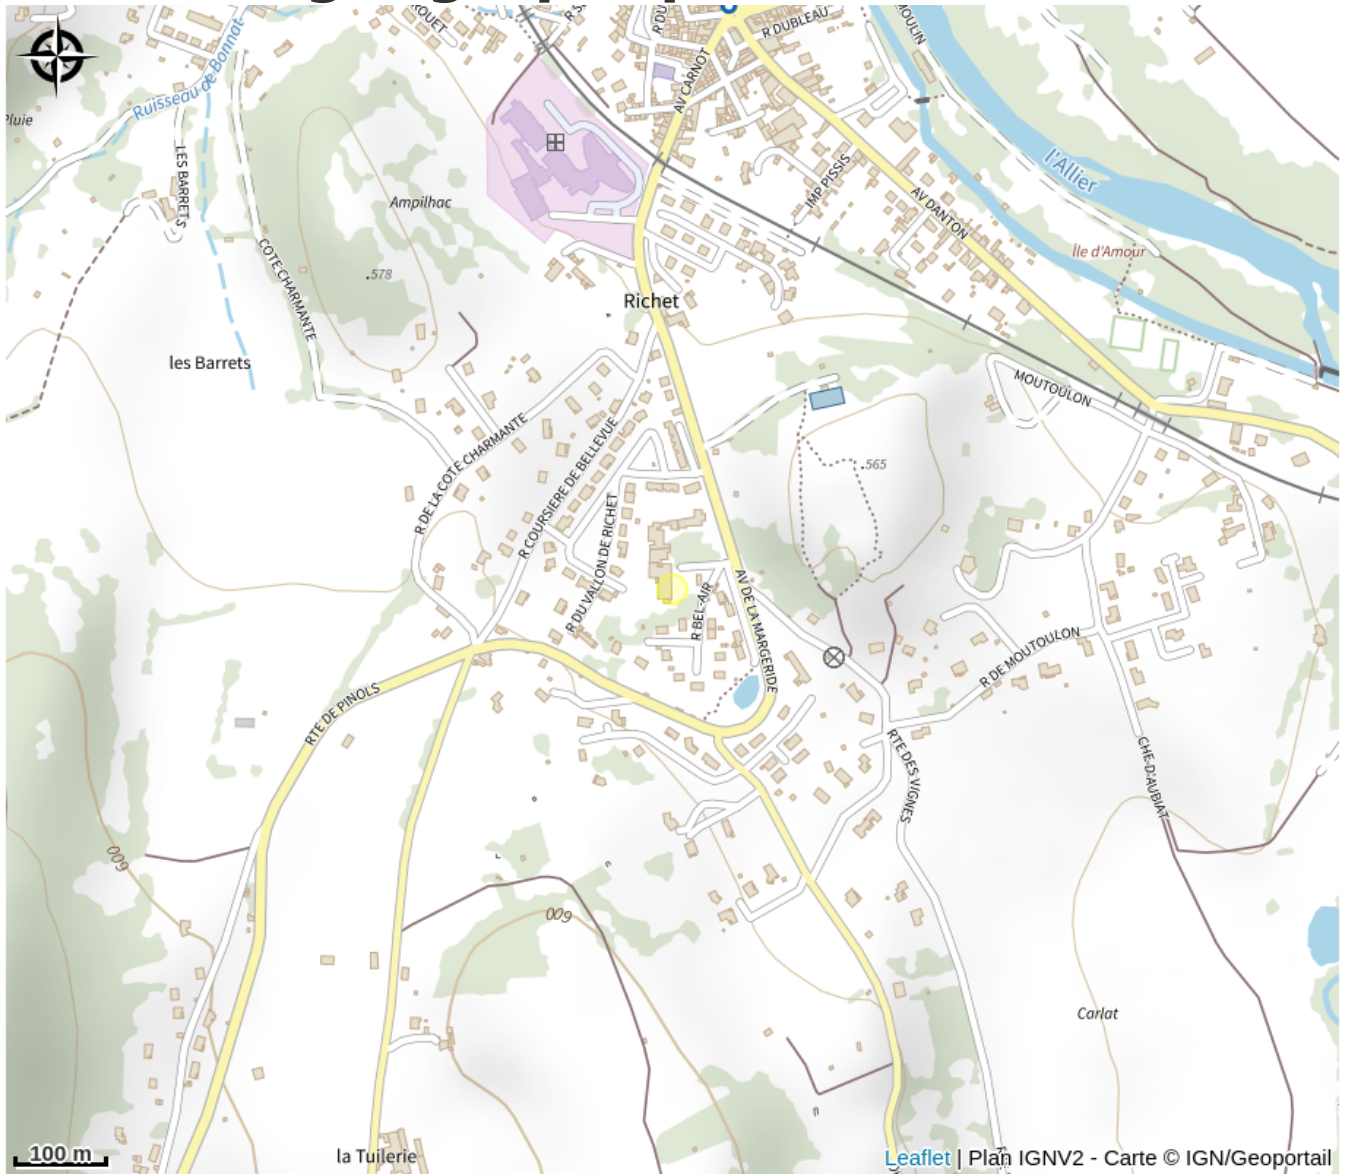 R DUBLEAU
MOULIN
AV CARNOT
Ruisseau de Bonnat
Pluie
LES BARRETS
Ampilhac
.578
COTE CHARMANTE
IMP PISSIS
AV DANTON
l'Allier
Île d'Amour
Richet
les Barrets
MOUTOULON
R DE LA COTE CHARMANTE
R COURSIERE DE BELLEVUE
.565
R DU VALLON DE RICHET
R BEL-AIR
AV DE LA MARGERIDE
R DE MOUTOULON
RTE DE PINOLS
RTE DES VIGNES
CHE D'AUBIAT
600
600
Carlat
la Tuilerie
100 m
Leaflet | Plan IGNV2 - Carte © IGN/Geoportail